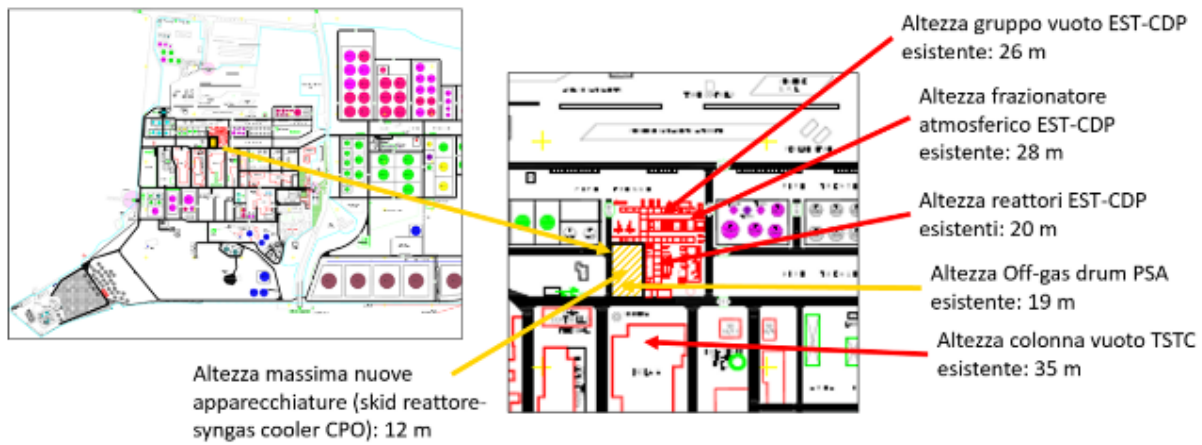 Altezza gruppo vuoto EST-CDP
esistente: 26 m
Altezza frazionatore
atmosferico EST-CDP
esistente: 28 m
Altezza reattori EST-CDP
esistenti: 20 m
Altezza Off-gas drum PSA
esistente: 19 m
Altezza colonna vuoto TSTC
esistente: 35 m
Altezza massima nuove
apparecchiature (skid reattore-
syngas cooler CPO): 12 m